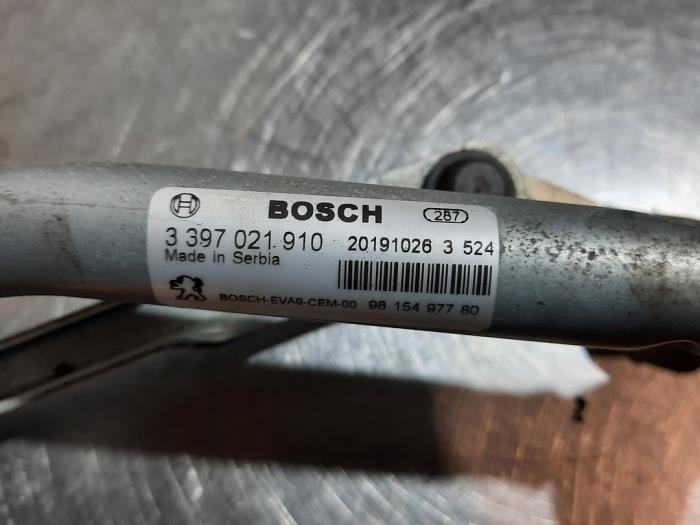 BOSCH 287
3 397 021 910 20191026 3 524
Made in Serbia
BOSCH-EVA9-CEM-00 98 154 977 80